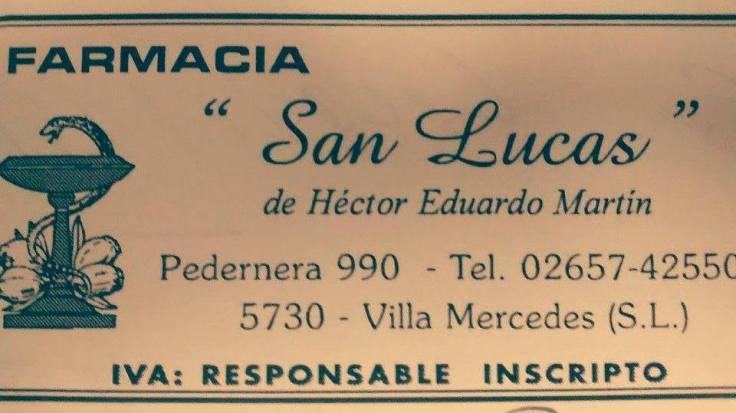 FARMACIA
“ San Lucas ”
de Héctor Eduardo Martín
Pedernera 990 - Tel. 02657-42550
5730 - Villa Mercedes (S.L.)
IVA: RESPONSABLE INSCRIPTO